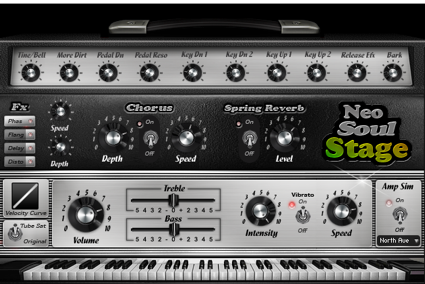 Tine/Bell More Dirt Pedal Dn Pedal Reso Key Dn 1 Key Dn 2 Key Up 1 Key Up 2 Release Efx Bark
Fx
Phas
Flang
Delay
Disto
Speed
Depth
Chorus
On
Off
Depth
Speed
Spring Reverb
On
Off
Level
Neo
Soul
Stage
Velocity Curve
Tube Sat
Original
Volume
Treble
5 4 3 2 - 0 + 2 3 4 5
Bass
5 4 3 2 - 0 + 2 3 4 5
Intensity
Vibrato
On
Off
Speed
Amp Sim
On
Off
North Ave